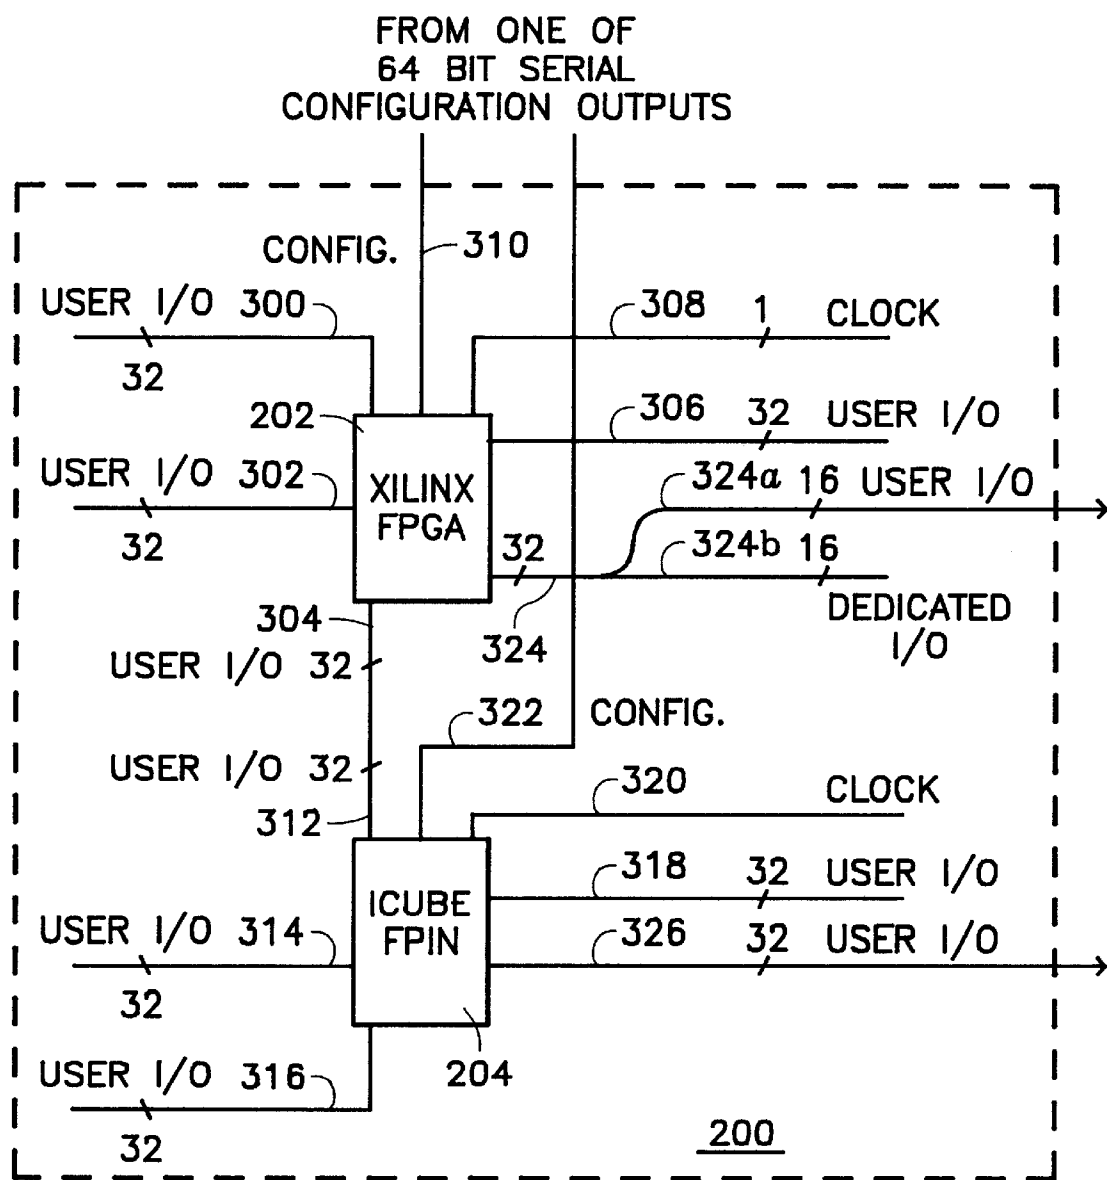 FROM ONE OF
64 BIT SERIAL
CONFIGURATION OUTPUTS
CONFIG. 310
USER I/O 300
32
308 1 CLOCK
202
306 32 USER I/O
USER I/O 302
32
XILINX
FPGA
324a 16 USER I/O
32
324b 16
DEDICATED
I/O
324
304
USER I/O 32
322 CONFIG.
USER I/O 32
312
320 CLOCK
ICUBE
FPIN
318 32 USER I/O
USER I/O 314
32
326 32 USER I/O
204
USER I/O 316
32
200